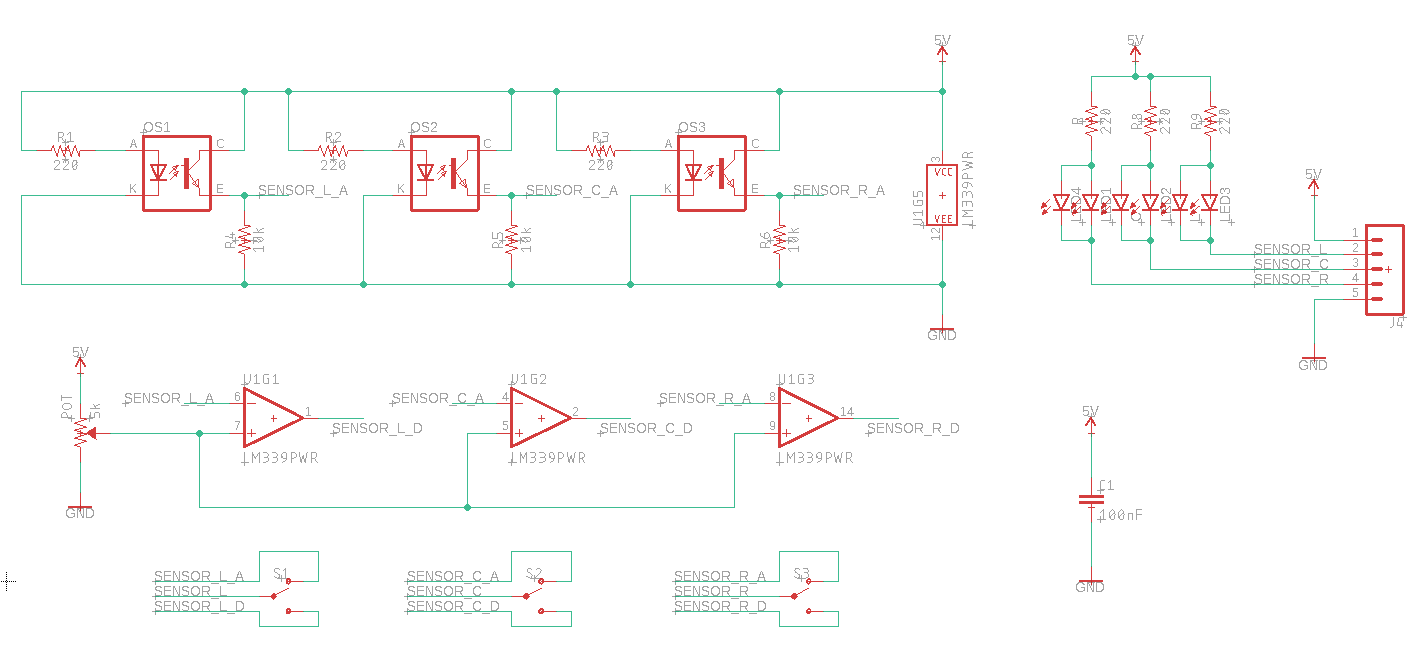 5V
5V
R1
220
OS1
A
C
K
E
SENSOR_L_A
R4
10k
R2
220
OS2
A
C
K
E
SENSOR_C_A
R5
10k
R3
220
OS3
A
C
K
E
SENSOR_R_A
R6
10k
3
VCC
VEE
12
U1G5
LM339PWR
GND
220
R8
220
R9
220
LED3
5V
SENSOR_L
SENSOR_C
SENSOR_R
1
2
3
4
5
J4
GND
5V
POT
5k
GND
U1G1
SENSOR_L_A
6
7
1
SENSOR_L_D
LM339PWR
U1G2
SENSOR_C_A
4
5
2
SENSOR_C_D
LM339PWR
U1G3
SENSOR_R_A
8
9
14
SENSOR_R_D
LM339PWR
5V
C1
100nF
GND
SENSOR_L_A
SENSOR_L
SENSOR_L_D
S1
SENSOR_C_A
SENSOR_C
SENSOR_C_D
S2
SENSOR_R_A
SENSOR_R
SENSOR_R_D
S3